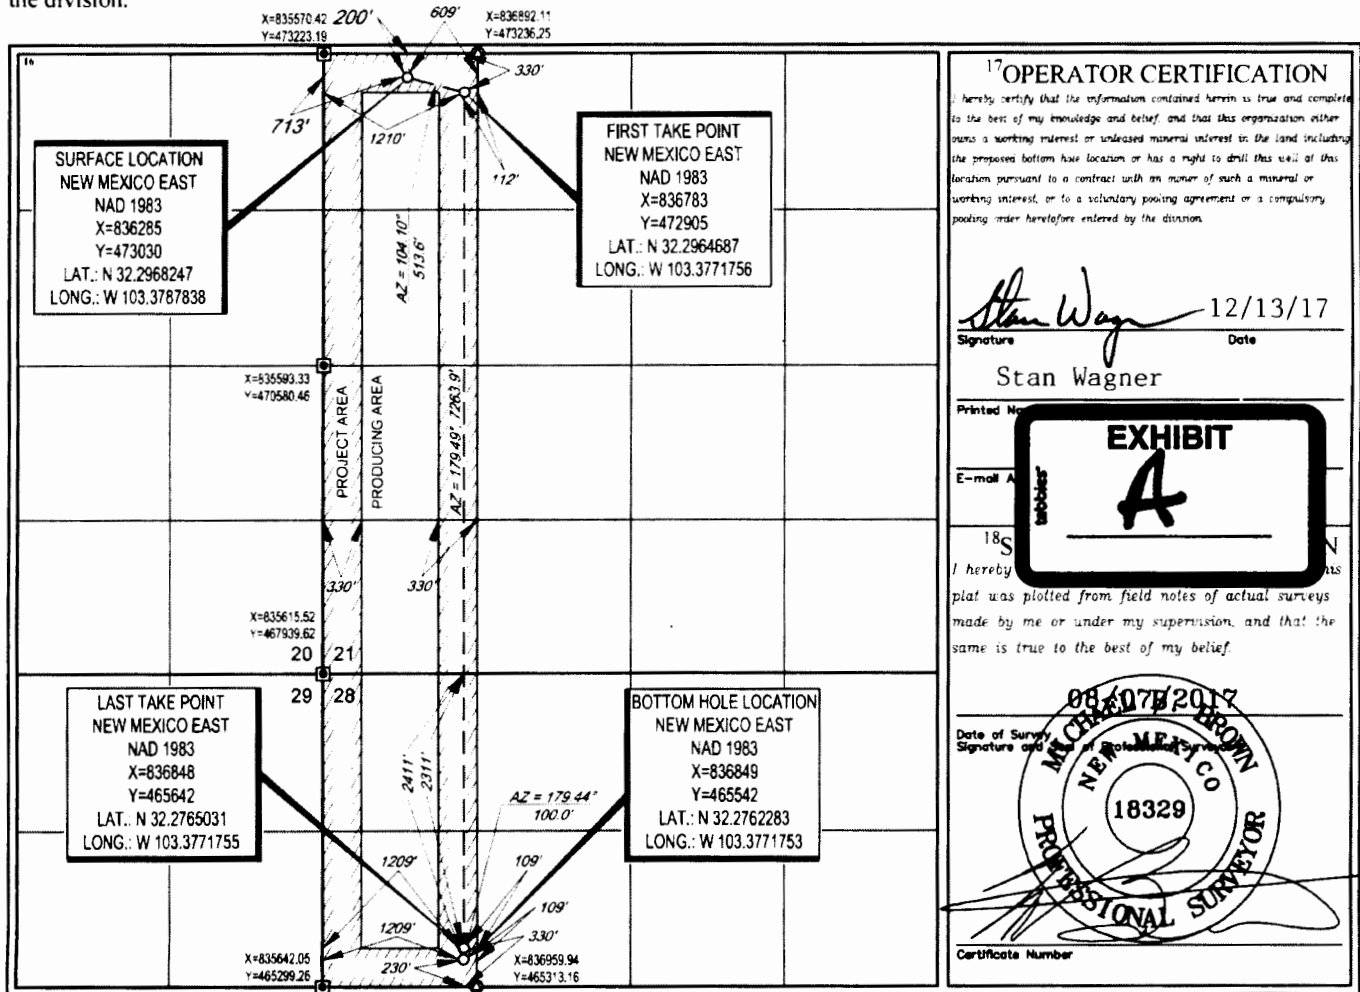 the division.
16
X=835570.42
Y=473223.19
200'
609'
X=836892.11
Y=473236.25
330'
713'
1210'
112'
SURFACE LOCATION
NEW MEXICO EAST
NAD 1983
X=836285
Y=473030
LAT.: N 32.2968247
LONG.: W 103.3787838
FIRST TAKE POINT
NEW MEXICO EAST
NAD 1983
X=836783
Y=472905
LAT.: N 32.2964687
LONG.: W 103.3771756
AZ = 104.10°
513.6'
X=835593.33
Y=470580.46
PROJECT AREA
PRODUCING AREA
AZ = 179.49° 7263.9'
330'
330'
X=835615.52
Y=467939.62
20 21
29 28
LAST TAKE POINT
NEW MEXICO EAST
NAD 1983
X=836848
Y=465642
LAT.: N 32.2765031
LONG.: W 103.3771755
2411'
2311'
BOTTOM HOLE LOCATION
NEW MEXICO EAST
NAD 1983
X=836849
Y=465542
LAT.: N 32.2762283
LONG.: W 103.3771753
AZ = 179.44°
100.0'
1209'
109'
109'
1209'
330'
230'
X=835642.05
Y=465299.26
X=836959.94
Y=465313.16
17 OPERATOR CERTIFICATION
I hereby certify that the information contained herein is true and complete
to the best of my knowledge and belief, and that this organization either
owns a working interest or unleased mineral interest in the land including
the proposed bottom hole location or has a right to drill this well at this
location pursuant to a contract with an owner of such a mineral or
working interest, or to a voluntary pooling agreement or a compulsory
pooling order heretofore entered by the division.
Stan Wagner 12/13/17
Signature Date
Stan Wagner
Printed
EXHIBIT
A
tabbies
E-mail
18
I hereby
plat was plotted from field notes of actual surveys
made by me or under my supervision, and that the
same is true to the best of my belief.
08/07/2017
Date of Survey
Signature and Seal of Professional Surveyor
MICHAEL B. BROWN
NEW MEXICO
18329
PROFESSIONAL SURVEYOR
Certificate Number